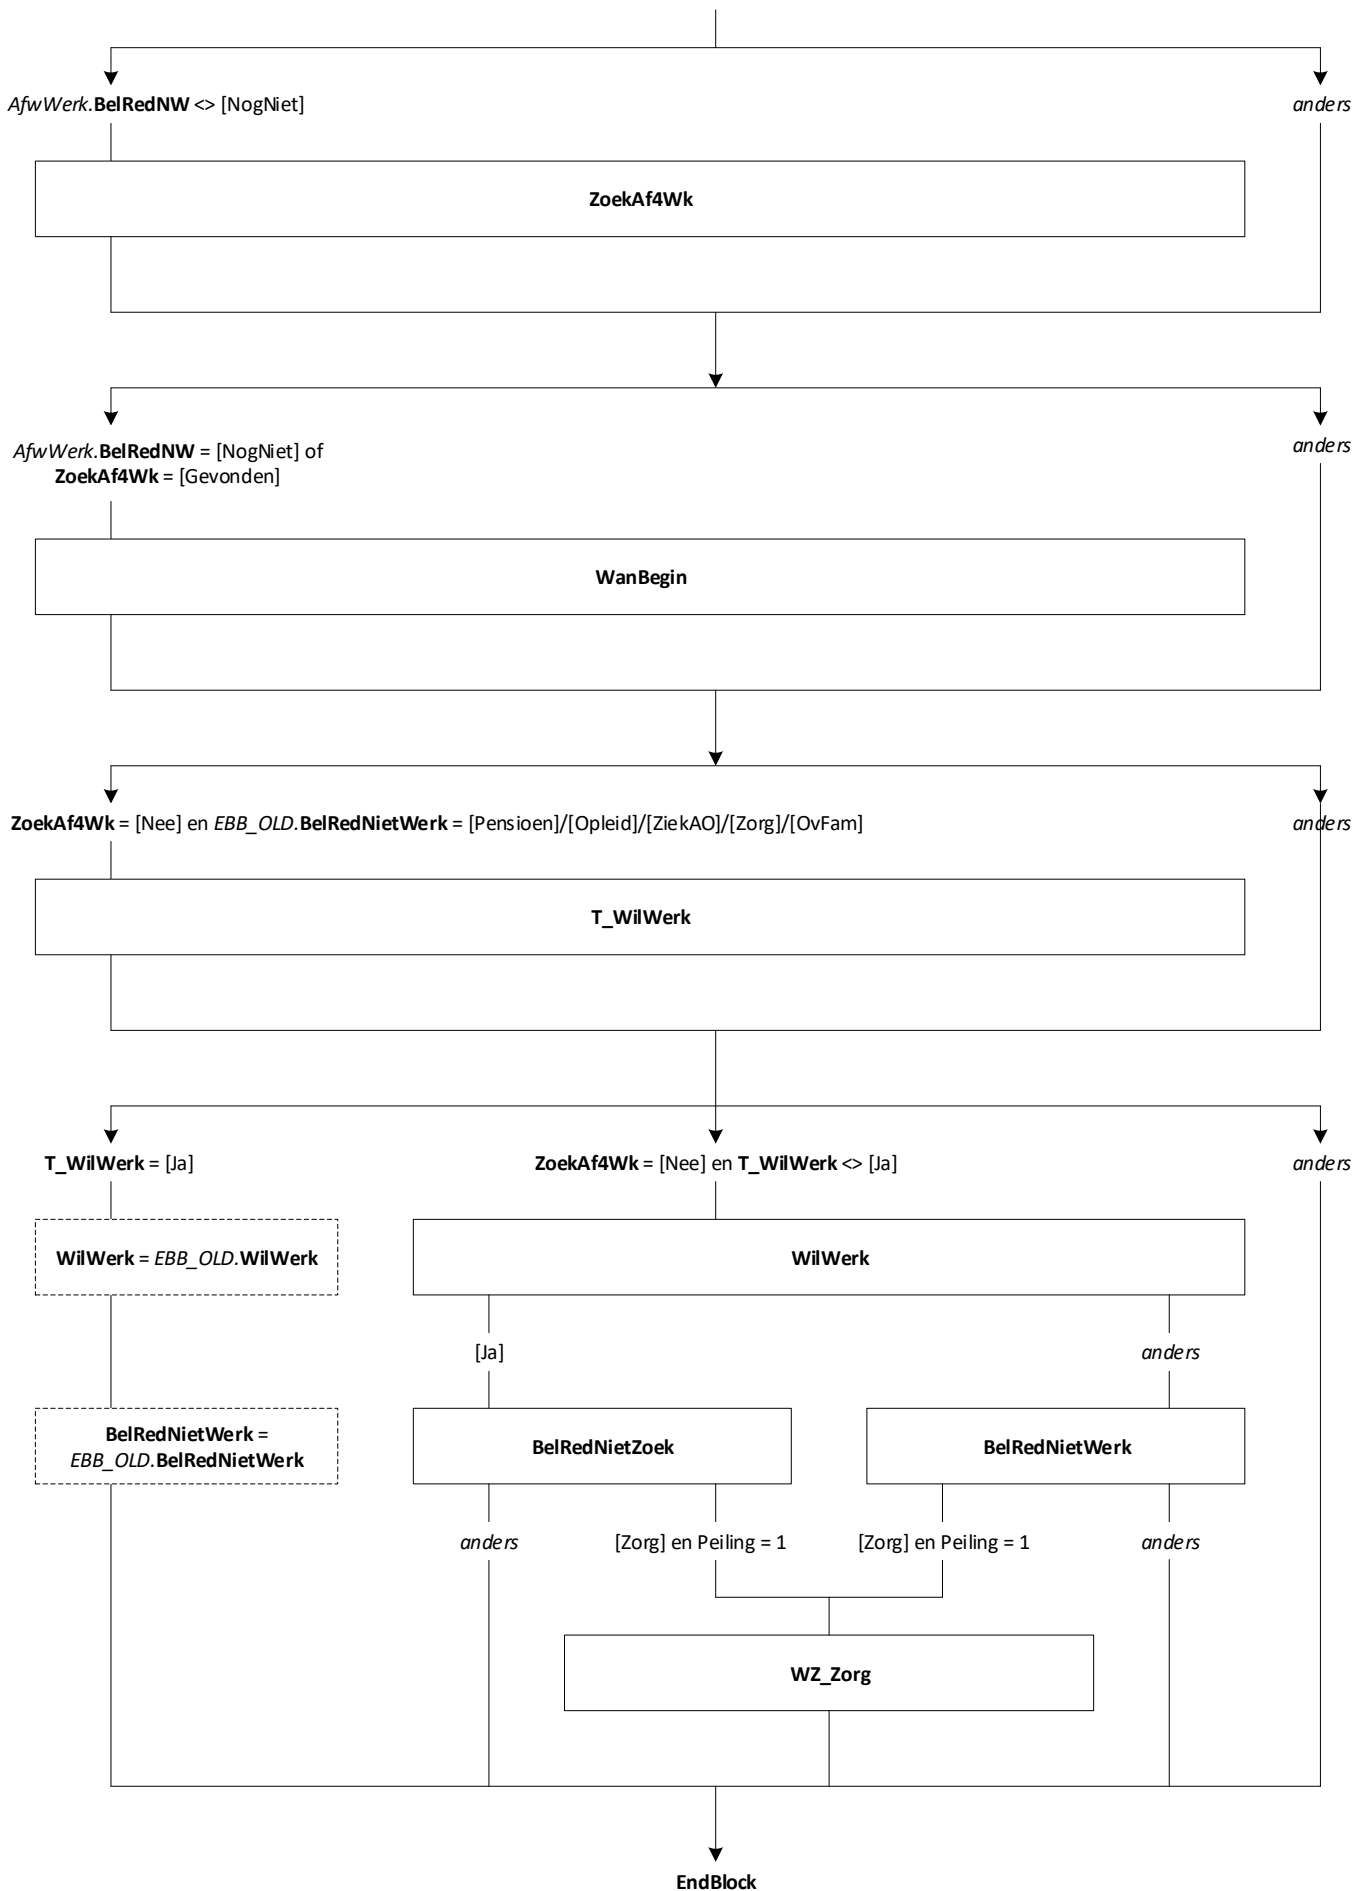 AfwWerk.BelRedNW <> [NogNiet]
anders
ZoekAf4Wk
AfwWerk.BelRedNW = [NogNiet] of
ZoekAf4Wk = [Gevonden]
anders
WanBegin
ZoekAf4Wk = [Nee] en EBB_OLD.BelRedNietWerk = [Pensioen]/[Opleid]/[ZiekAO]/[Zorg]/[OvFam]
anders
T_WilWerk
T_WilWerk = [Ja]
ZoekAf4Wk = [Nee] en T_WilWerk <> [Ja]
anders
WilWerk = EBB_OLD.WilWerk
WilWerk
[Ja]
anders
BelRedNietWerk =
EBB_OLD.BelRedNietWerk
BelRedNietZoek
BelRedNietWerk
anders
[Zorg] en Peiling = 1
[Zorg] en Peiling = 1
anders
WZ_Zorg
EndBlock